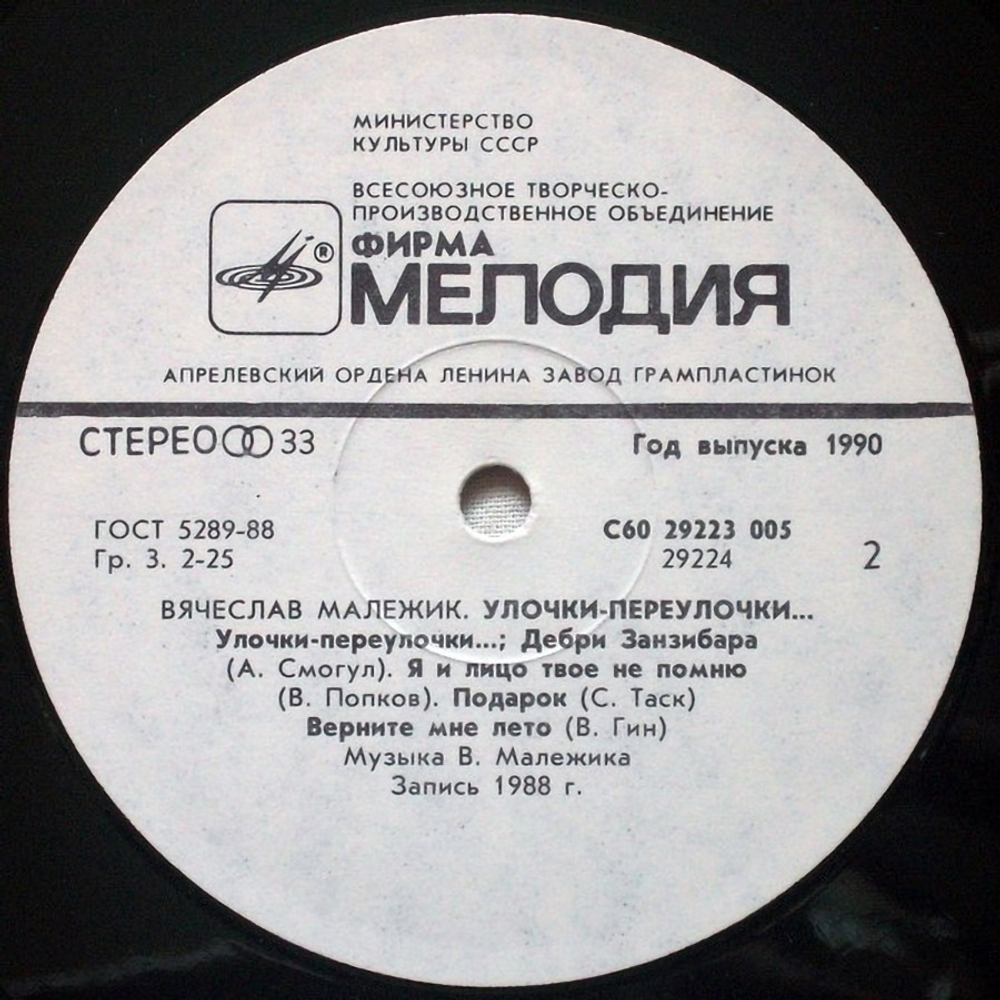 МИНИСТЕРСТВО
КУЛЬТУРЫ СССР
ВСЕСОЮЗНОЕ ТВОРЧЕСКО-
ПРОИЗВОДСТВЕННОЕ ОБЪЕДИНЕНИЕ
® ФИРМА
МЕЛОДИЯ
АПРЕЛЕВСКИЙ ОРДЕНА ЛЕНИНА ЗАВОД ГРАМПЛАСТИНОК
СТЕРЕО 33 Год выпуска 1990
ГОСТ 5289-88 С60 29223 005
Гр. 3. 2-25 29224 2
ВЯЧЕСЛАВ МАЛЕЖИК. УЛОЧКИ-ПЕРЕУЛОЧКИ...
Улочки-переулочки...; Дебри Занзибара
(А. Смогул). Я и лицо твое не помню
(В. Попков). Подарок (С. Таск)
Верните мне лето (В. Гин)
Музыка В. Малежика
Запись 1988 г.